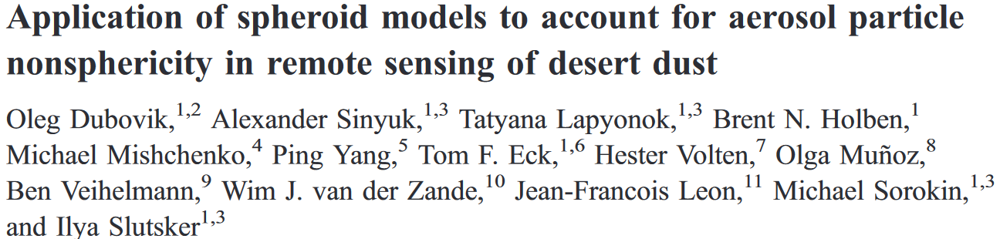 Application of spheroid models to account for aerosol particle
nonsphericity in remote sensing of desert dust
Oleg Dubovik,1,2 Alexander Sinyuk,1,3 Tatyana Lapyonok,1,3 Brent N. Holben,1
Michael Mishchenko,4 Ping Yang,5 Tom F. Eck,1,6 Hester Volten,7 Olga Muñoz,8
Ben Veihelmann,9 Wim J. van der Zande,10 Jean-Francois Leon,11 Michael Sorokin,1,3
and Ilya Slutsker1,3